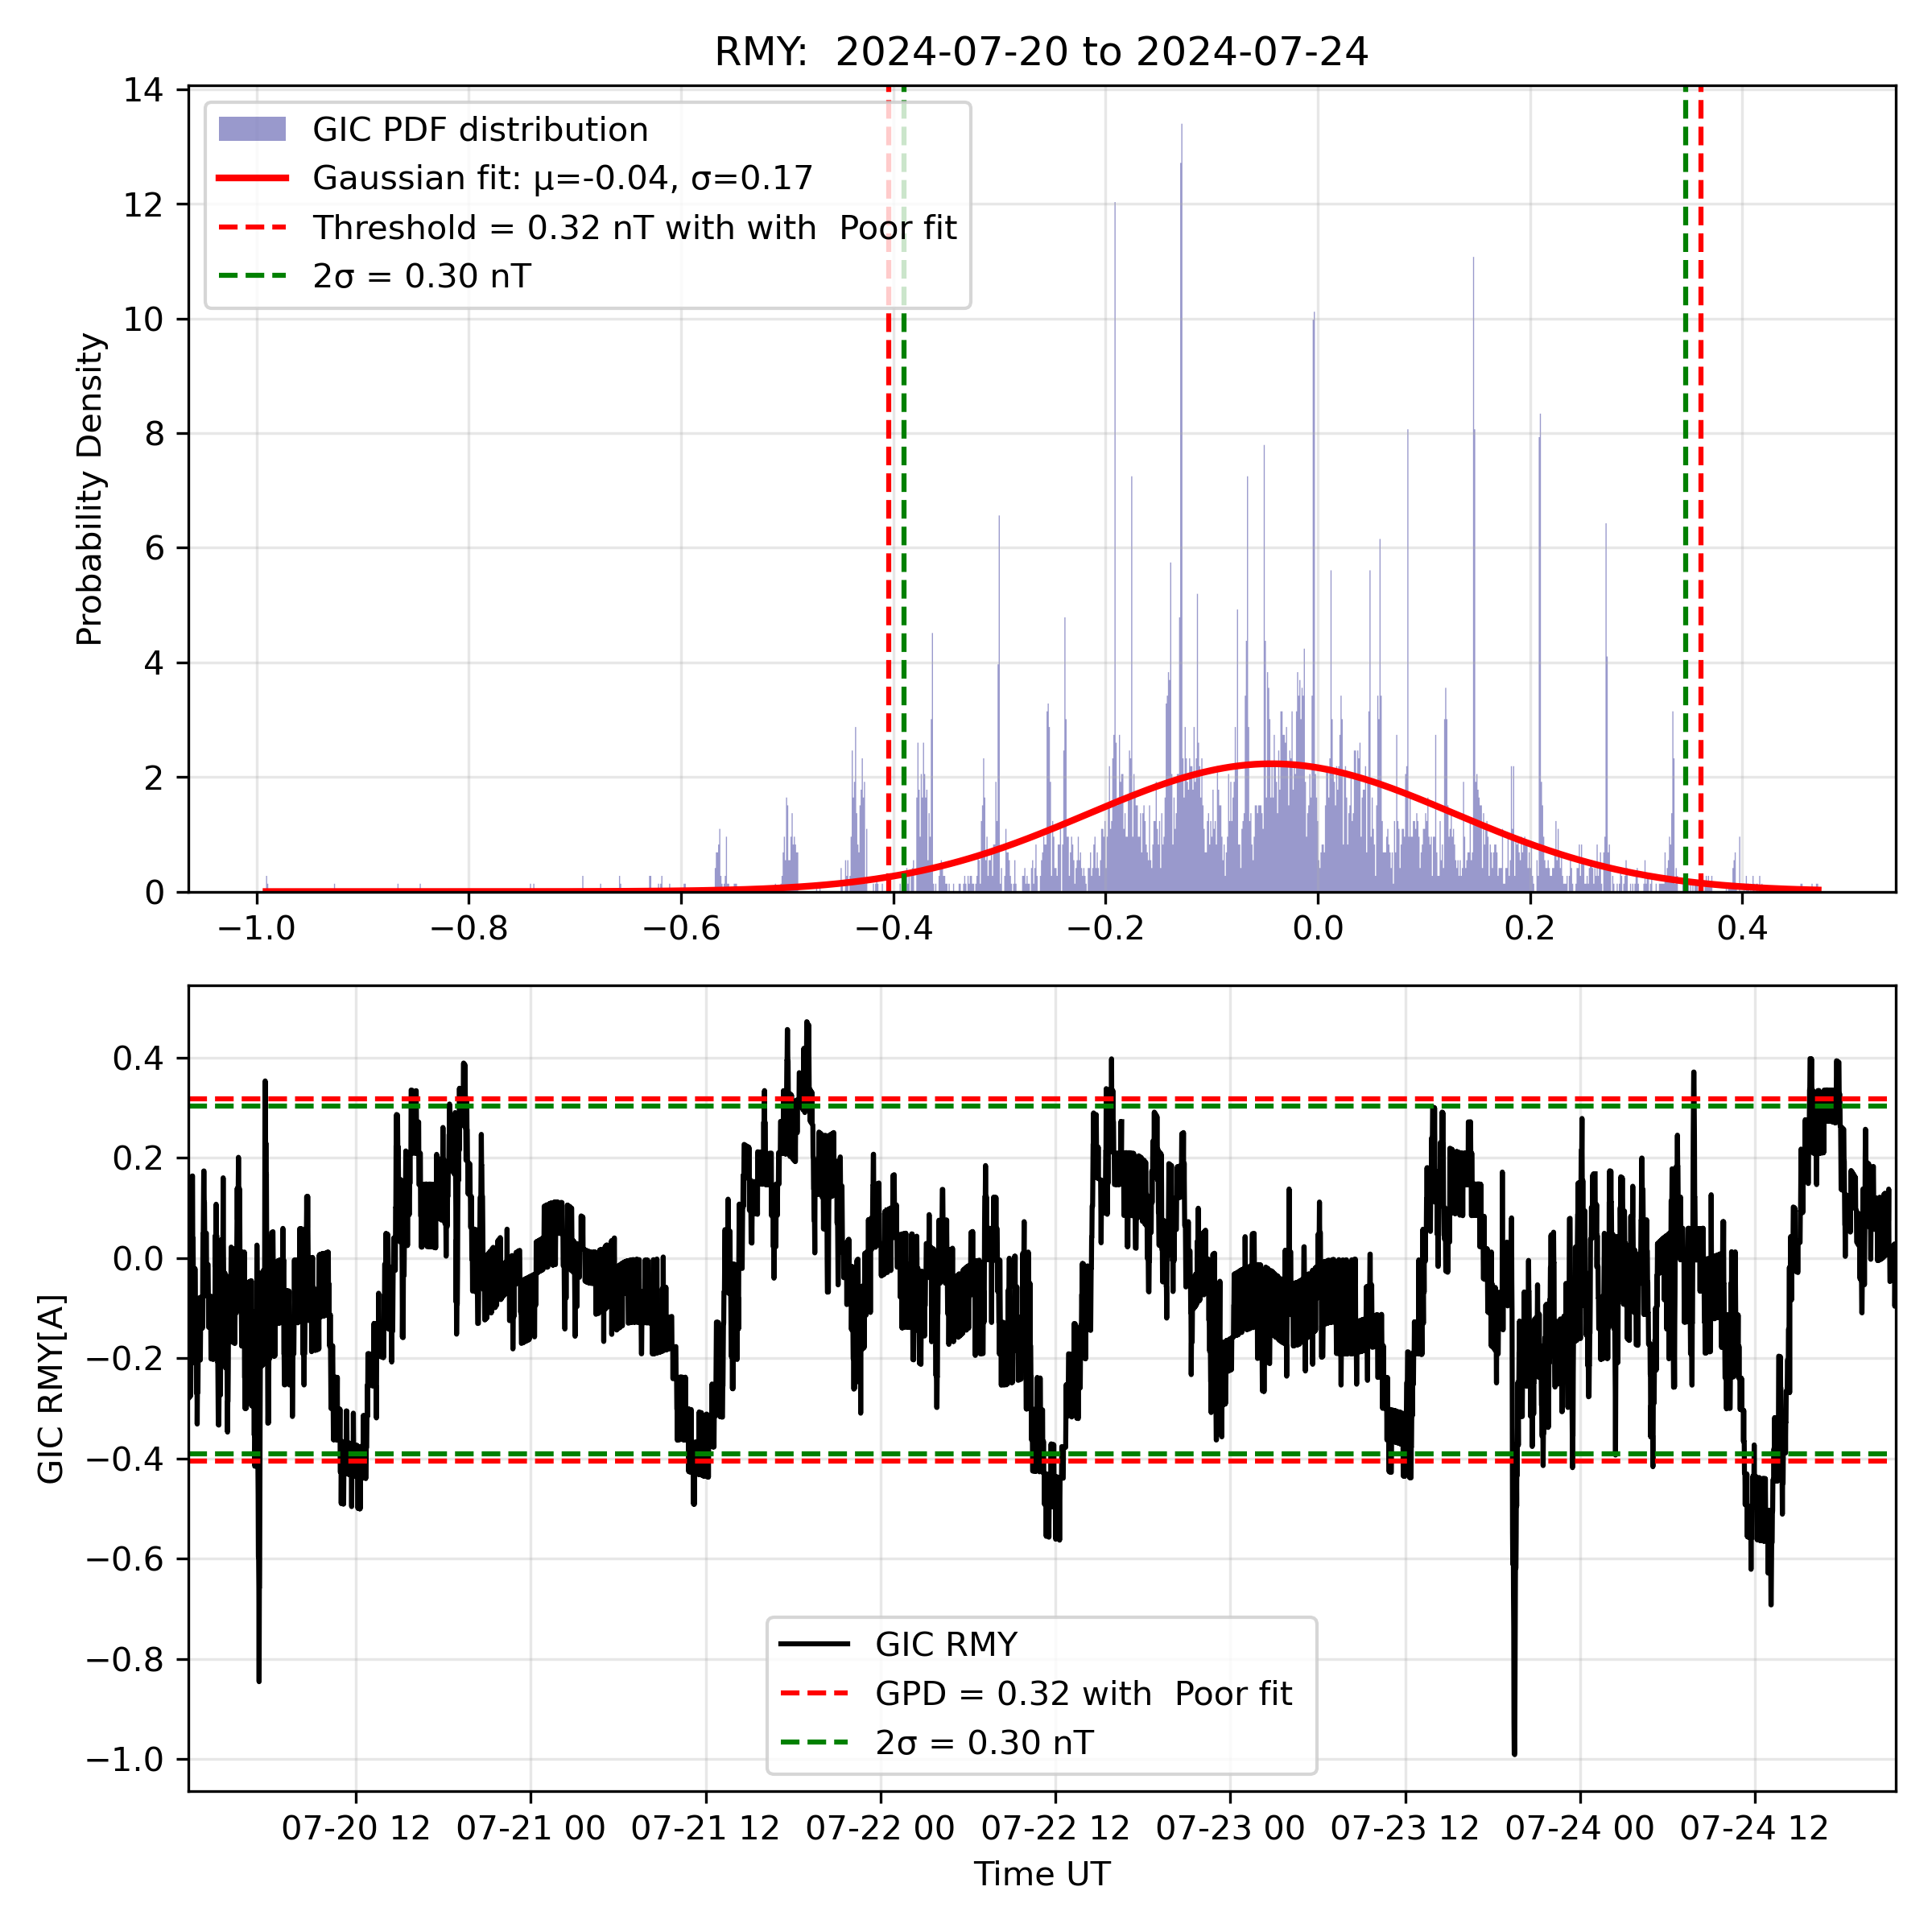 RMY:  2024-07-20 to 2024-07-24
14
12
10
8
6
4
2
0
Probability Density
GIC PDF distribution
Gaussian fit: μ=-0.04, σ=0.17
Threshold = 0.32 nT with with  Poor fit
2σ = 0.30 nT
−1.0 −0.8 −0.6 −0.4 −0.2 0.0 0.2 0.4
0.4
0.2
0.0
−0.2
−0.4
−0.6
−0.8
−1.0
GIC RMY[A]
GIC RMY
GPD = 0.32 with  Poor fit
2σ = 0.30 nT
07-20 12 07-21 00 07-21 12 07-22 00 07-22 12 07-23 00 07-23 12 07-24 00 07-24 12
Time UT